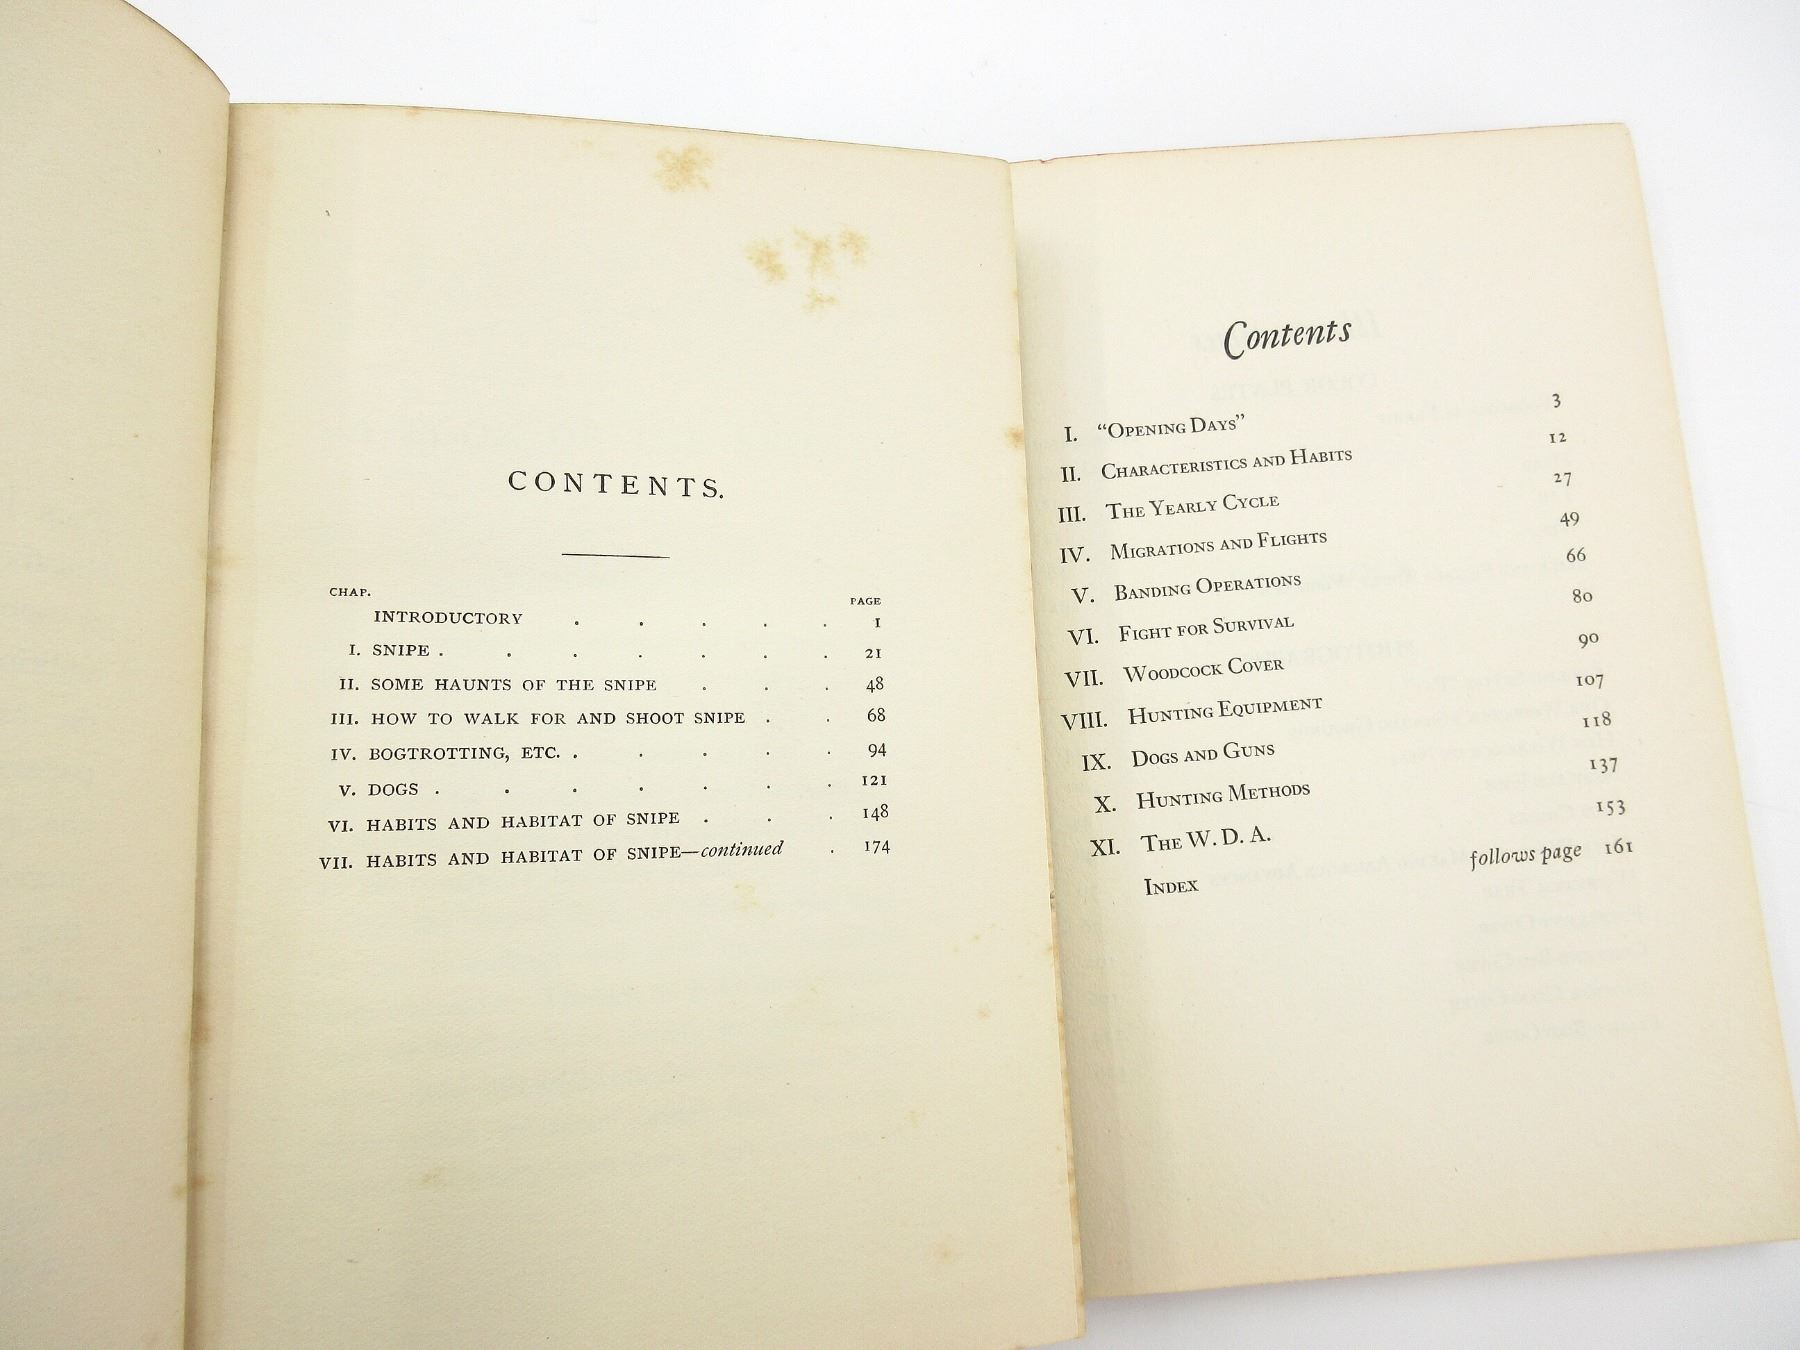 CONTENTS.
CHAP.
PAGE
INTRODUCTORY . . . . . 1
I. SNIPE . . . . . . . 21
II. SOME HAUNTS OF THE SNIPE . . . 48
III. HOW TO WALK FOR AND SHOOT SNIPE . . 68
IV. BOGTROTTING, ETC. . . . . . 94
V. DOGS . . . . . . . 121
VI. HABITS AND HABITAT OF SNIPE . . . 148
VII. HABITS AND HABITAT OF SNIPE—continued . 174
Contents
I. “Opening Days” 3
II. Characteristics and Habits 12
III. The Yearly Cycle 27
IV. Migrations and Flights 49
V. Banding Operations 66
VI. Fight for Survival 80
VII. Woodcock Cover 90
VIII. Hunting Equipment 107
IX. Dogs and Guns 118
X. Hunting Methods 137
XI. The W. D. A. 153
Index follows page 161